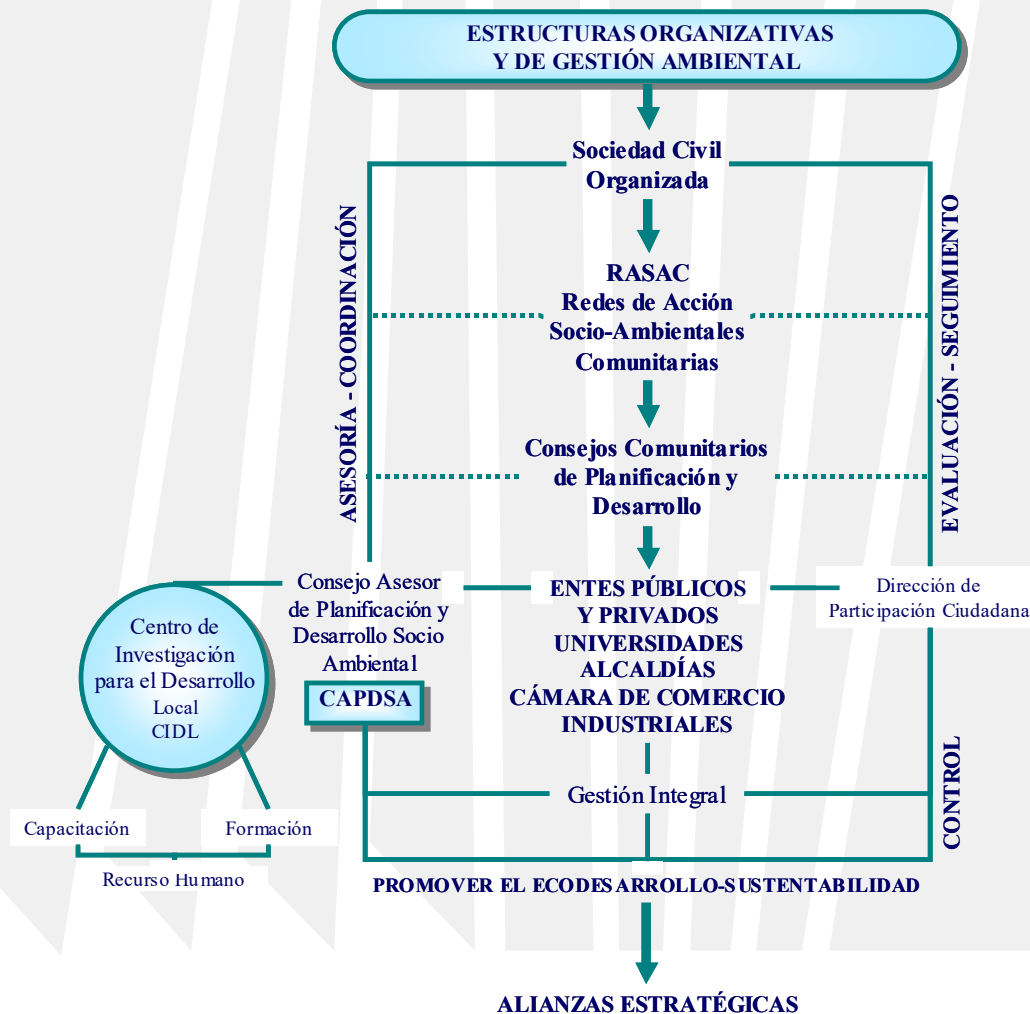 ESTRUCTURAS ORGANIZATIVAS
Y DE GESTIÓN AMBIENTAL
Sociedad Civil
Organizada
ASESORÍA - COORDINACIÓN
EVALUACIÓN - SEGUIMIENTO
RASAC
Redes de Acción
Socio-Ambientales
Comunitarias
Consejos Comunitarios
de Planificación y
Desarrollo
Consejo Asesor
de Planificación y
Desarrollo Socio
Ambiental
CAPDSA
ENTES PÚBLICOS
Y PRIVADOS
UNIVERSIDADES
ALCALDÍAS
CÁMARA DE COMERCIO
INDUSTRIALES
Dirección de
Participación Ciudadana
Centro de
Investigación
para el Desarrollo
Local
CIDL
Capacitación
Formación
Recurso Humano
Gestión Integral
CONTROL
PROMOVER EL ECODESARROLLO-SUSTENTABILIDAD
ALIANZAS ESTRATÉGICAS